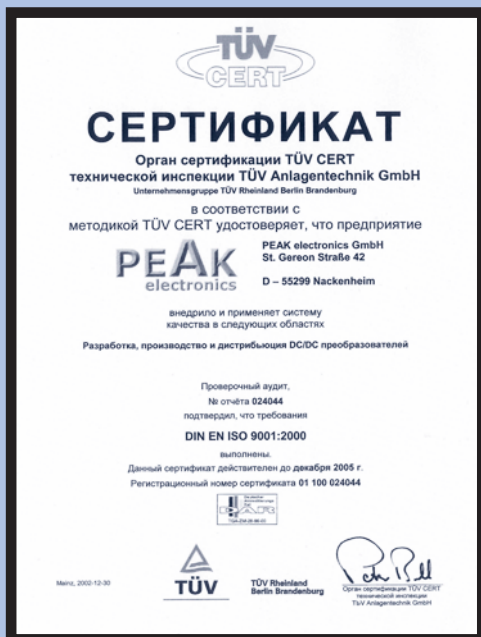 TÜV
CERT
СЕРТИФИКАТ
Орган сертификации TÜV CERT
технической инспекции TÜV Anlagentechnik GmbH
Unternehmensgruppe TÜV Rheinland Berlin Brandenburg
в соответствии с
методикой TÜV CERT удостоверяет, что предприятие
PEAK
electronics
PEAK electronics GmbH
St. Gereon Straße 42
D – 55299 Nackenheim
внедрило и применяет систему
качества в следующих областях
Разработка, производство и дистрибьюция DC/DC преобразователей
Проверочный аудит,
№ отчёта 024044
подтвердил, что требования
DIN EN ISO 9001:2000
выполнены.
Данный сертификат действителен до декабря 2005 г.
Регистрационный номер сертификата 01 100 024044
Mainz, 2002-12-30
TÜV
TÜV Rheinland
Berlin Brandenburg
Орган сертификации TÜV CERT
технической инспекции
TbV Anlagentechnik GmbH